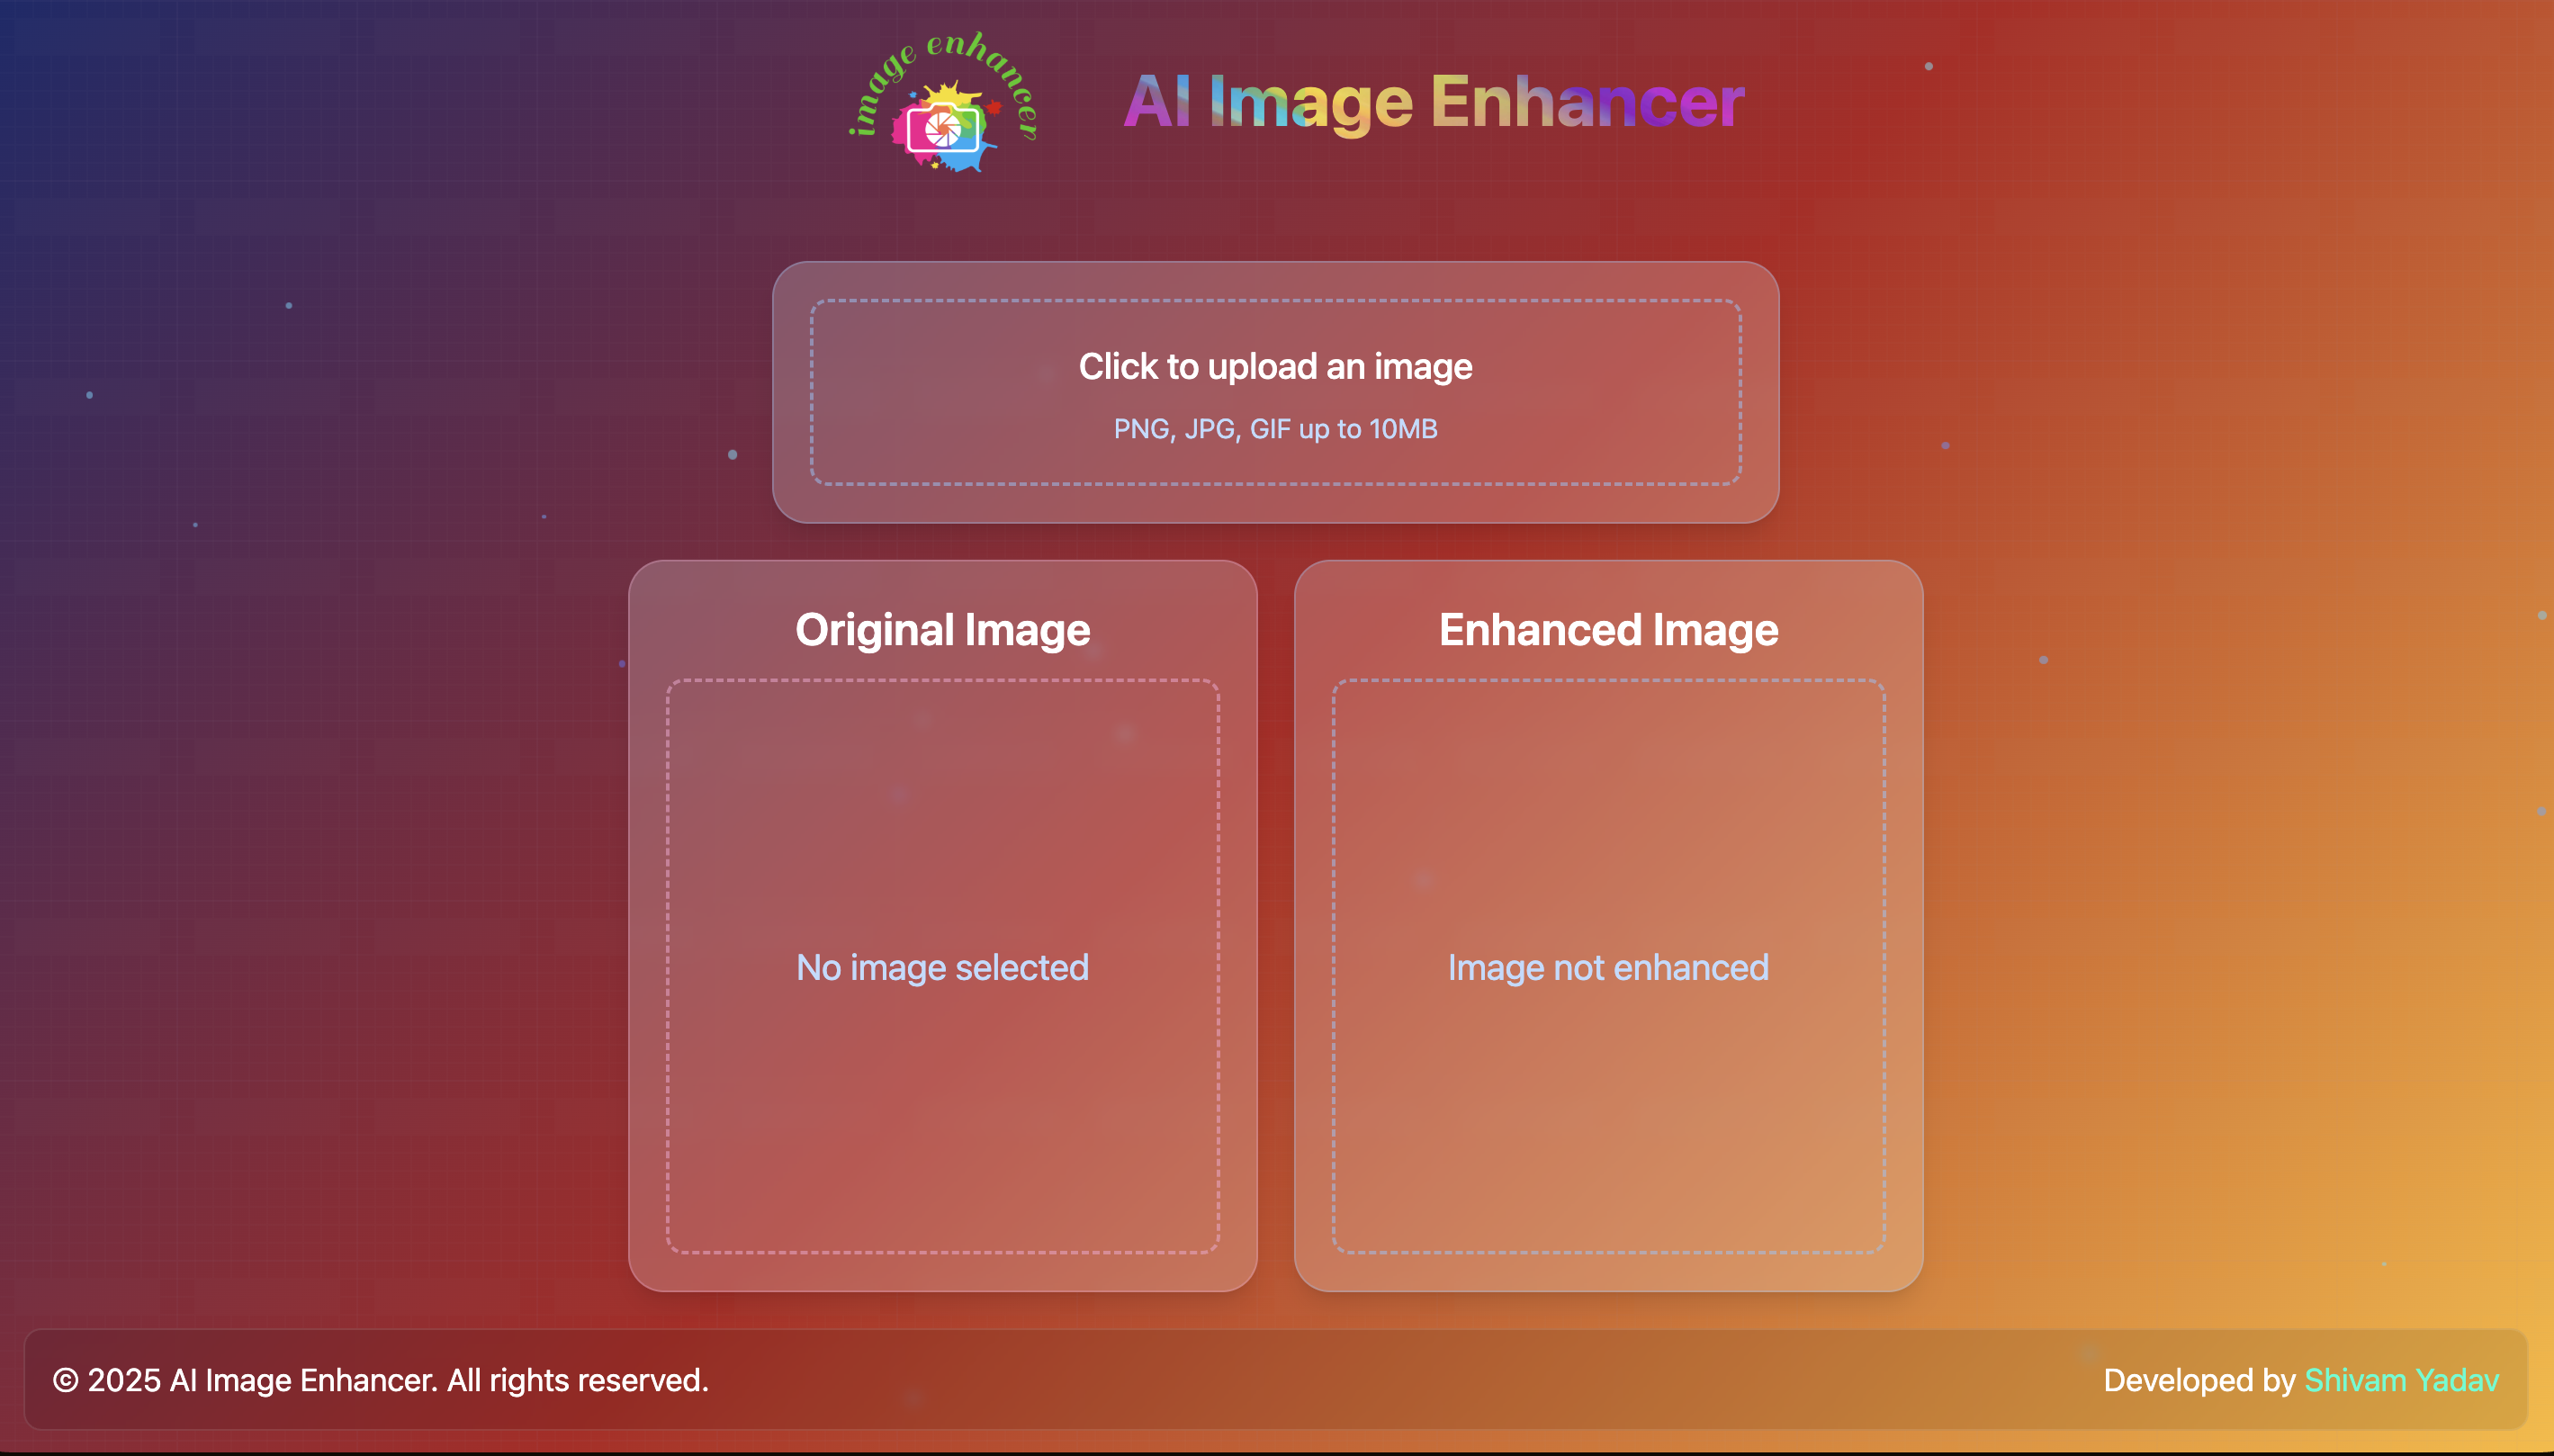 image enhancer
AI Image Enhancer
Click to upload an image
PNG, JPG, GIF up to 10MB
Original Image
Enhanced Image
No image selected
Image not enhanced
© 2025 AI Image Enhancer. All rights reserved.
Developed by Shivam Yadav